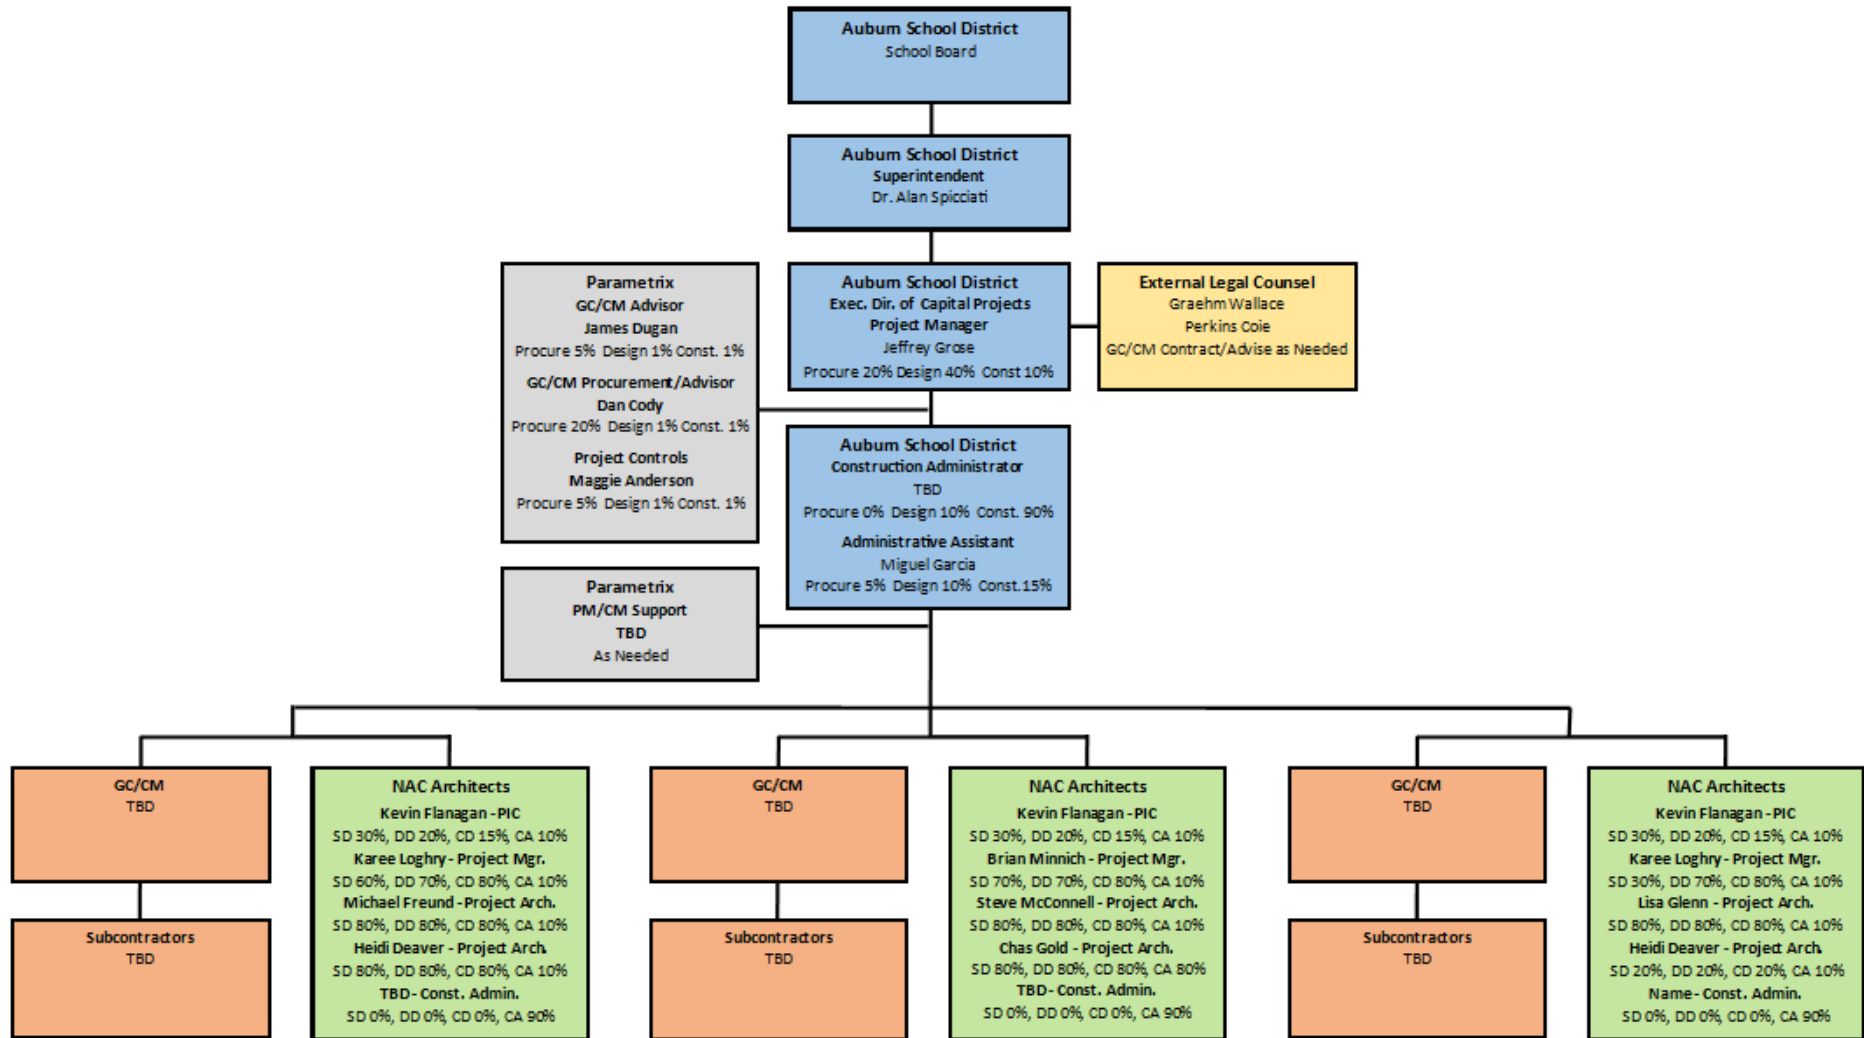 Auburn School District
School Board
Auburn School District
Superintendent
Dr. Alan Spicciati
Parametrix
GC/CM Advisor
James Dugan
Procure 5% Design 1% Const. 1%
GC/CM Procurement/Advisor
Dan Cody
Procure 20% Design 1% Const. 1%
Project Controls
Maggie Anderson
Procure 5% Design 1% Const. 1%
Auburn School District
Exec. Dir. of Capital Projects
Project Manager
Jeffrey Grose
Procure 20% Design 40% Const 10%
External Legal Counsel
Graehm Wallace
Perkins Coie
GC/CM Contract/Advise as Needed
Auburn School District
Construction Administrator
TBD
Procure 0% Design 10% Const. 90%
Administrative Assistant
Miguel Garcia
Procure 5% Design 10% Const.15%
Parametrix
PM/CM Support
TBD
As Needed
GC/CM
TBD
Subcontractors
TBD
NAC Architects
Kevin Flanagan - PIC
SD 30%, DD 20%, CD 15%, CA 10%
Karee Loghry - Project Mgr.
SD 60%, DD 70%, CD 80%, CA 10%
Michael Freund - Project Arch.
SD 80%, DD 80%, CD 80%, CA 10%
Heidi Deaver - Project Arch.
SD 80%, DD 80%, CD 80%, CA 10%
TBD - Const. Admin.
SD 0%, DD 0%, CD 0%, CA 90%
GC/CM
TBD
Subcontractors
TBD
NAC Architects
Kevin Flanagan - PIC
SD 30%, DD 20%, CD 15%, CA 10%
Brian Minnich - Project Mgr.
SD 70%, DD 70%, CD 80%, CA 10%
Steve McConnell - Project Arch.
SD 80%, DD 80%, CD 80%, CA 10%
Chas Gold - Project Arch.
SD 80%, DD 80%, CD 80%, CA 80%
TBD - Const. Admin.
SD 0%, DD 0%, CD 0%, CA 90%
GC/CM
TBD
Subcontractors
TBD
NAC Architects
Kevin Flanagan - PIC
SD 30%, DD 20%, CD 15%, CA 10%
Karee Loghry - Project Mgr.
SD 30%, DD 70%, CD 80%, CA 10%
Lisa Glenn - Project Arch.
SD 80%, DD 80%, CD 80%, CA 10%
Heidi Deaver - Project Arch.
SD 20%, DD 20%, CD 20%, CA 10%
Name - Const. Admin.
SD 0%, DD 0%, CD 0%, CA 90%